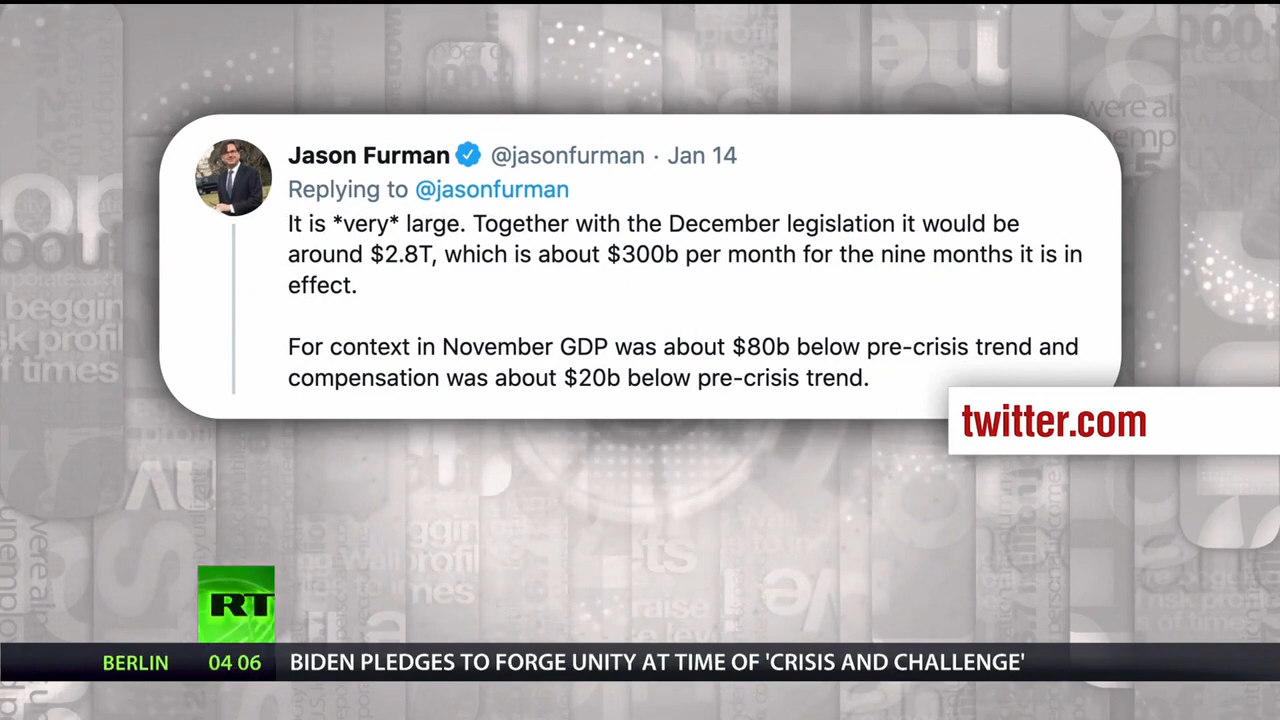 Jason Furman @jasonfurman · Jan 14
Replying to @jasonfurman
It is *very* large. Together with the December legislation it would be
around $2.8T, which is about $300b per month for the nine months it is in
effect.
For context in November GDP was about $80b below pre-crisis trend and
compensation was about $20b below pre-crisis trend.
twitter.com
RT
BERLIN 04 06 BIDEN PLEDGES TO FORGE UNITY AT TIME OF 'CRISIS AND CHALLENGE'